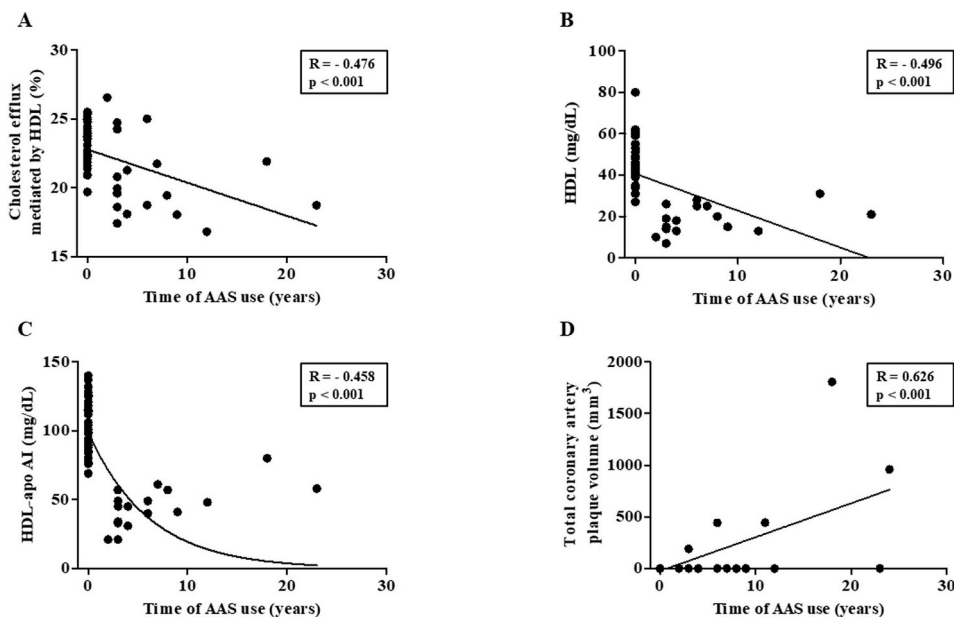 A
R = - 0.476
p < 0.001
Cholesterol efflux
mediated by HDL (%)
30
25
20
15
0
10
20
30
Time of AAS use (years)
B
R = - 0.496
p < 0.001
HDL (mg/dL)
100
80
60
40
20
0
0
10
20
30
Time of AAS use (years)
C
R = - 0.458
p < 0.001
HDL-apo AI (mg/dL)
150
100
50
0
0
10
20
30
Time of AAS use (years)
D
R = 0.626
p < 0.001
Total coronary artery
plaque volume (mm³)
2000
1500
1000
500
0
0
10
20
30
Time of AAS use (years)